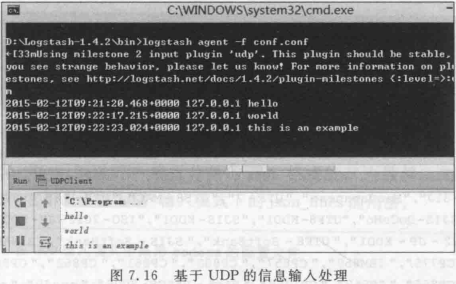 C:\WINDOWS\system32\cmd.exe
D:\Logstash-1.4.2\bin>logstash agent -f conf.conf
+[33mUsing milestone 2 input plugin 'udp'. This plugin should be stable,
you see strange behavior, please let us know! For more information on plu
estones, see http://logstash.net/docs/1.4.2/plugin-milestones {:level=>:
m
2015-02-12T09:21:20.468+0000 127.0.0.1 hello
2015-02-12T09:22:17.215+0000 127.0.0.1 world
2015-02-12T09:22:23.024+0000 127.0.0.1 this is an example
Run UDPClient
"C:\Program ...
hello
world
this is an example
图 7.16 基于 UDP 的信息输入处理